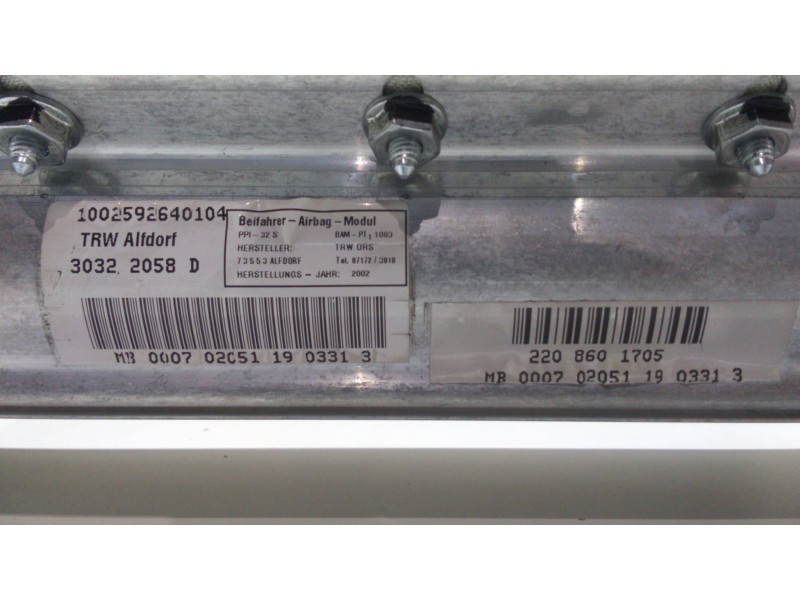 1002592640104
TRW Alfdorf
3032 2058 D
Beifahrer-Airbag-Modul
PPI-32 S BAM-PT1 1003
HERSTELLER: TRW ORS
73553 ALFDORF Tel. 07172/3810
HERSTELLUNGS-JAHR: 2002
MB 0007 02051 19 0331 3
220 860 1705
MB 0007 02051 19 0331 3